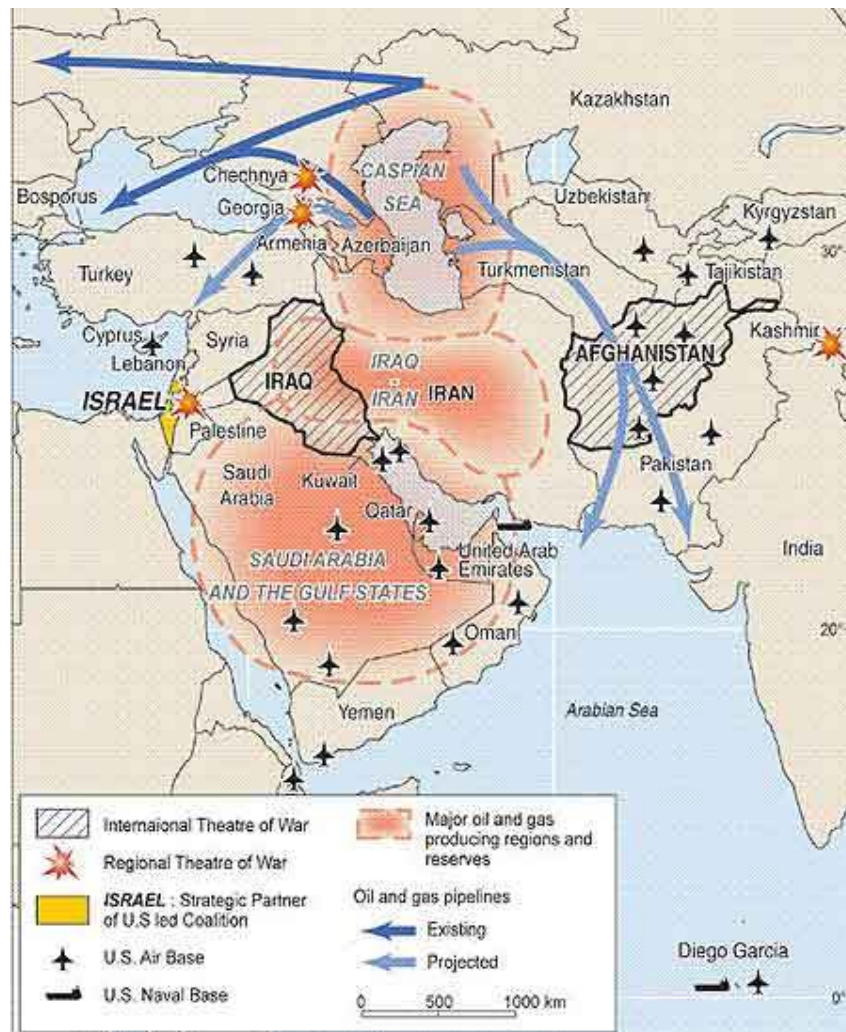 Kazakhstan
CASPIAN
SEA
Chechnya
Bosporus
Georgia
Uzbekistan
Kyrgyzstan
Armenia
Azerbaijan
30°
Turkey
Turkmenistan
Tajikistan
Cyprus
Lebanon
Syria
Kashmir
AFGHANISTAN
IRAQ
IRAQ
IRAN
IRAN
ISRAEL
Palestine
Pakistan
Saudi
Arabia
Kuwait
Qatar
India
SAUDI ARABIA
AND THE GULF STATES
United Arab
Emirates
Oman
20°
Yemen
Arabian Sea
Internaional Theatre of War
Regional Theatre of War
ISRAEL : Strategic Partner
of U.S led Coalition
U.S. Air Base
U.S. Naval Base
Major oil and gas
producing regions and
reserves
Oil and gas pipelines
Existing
Projected
0 500 1000 km
Diego Garcia
0°